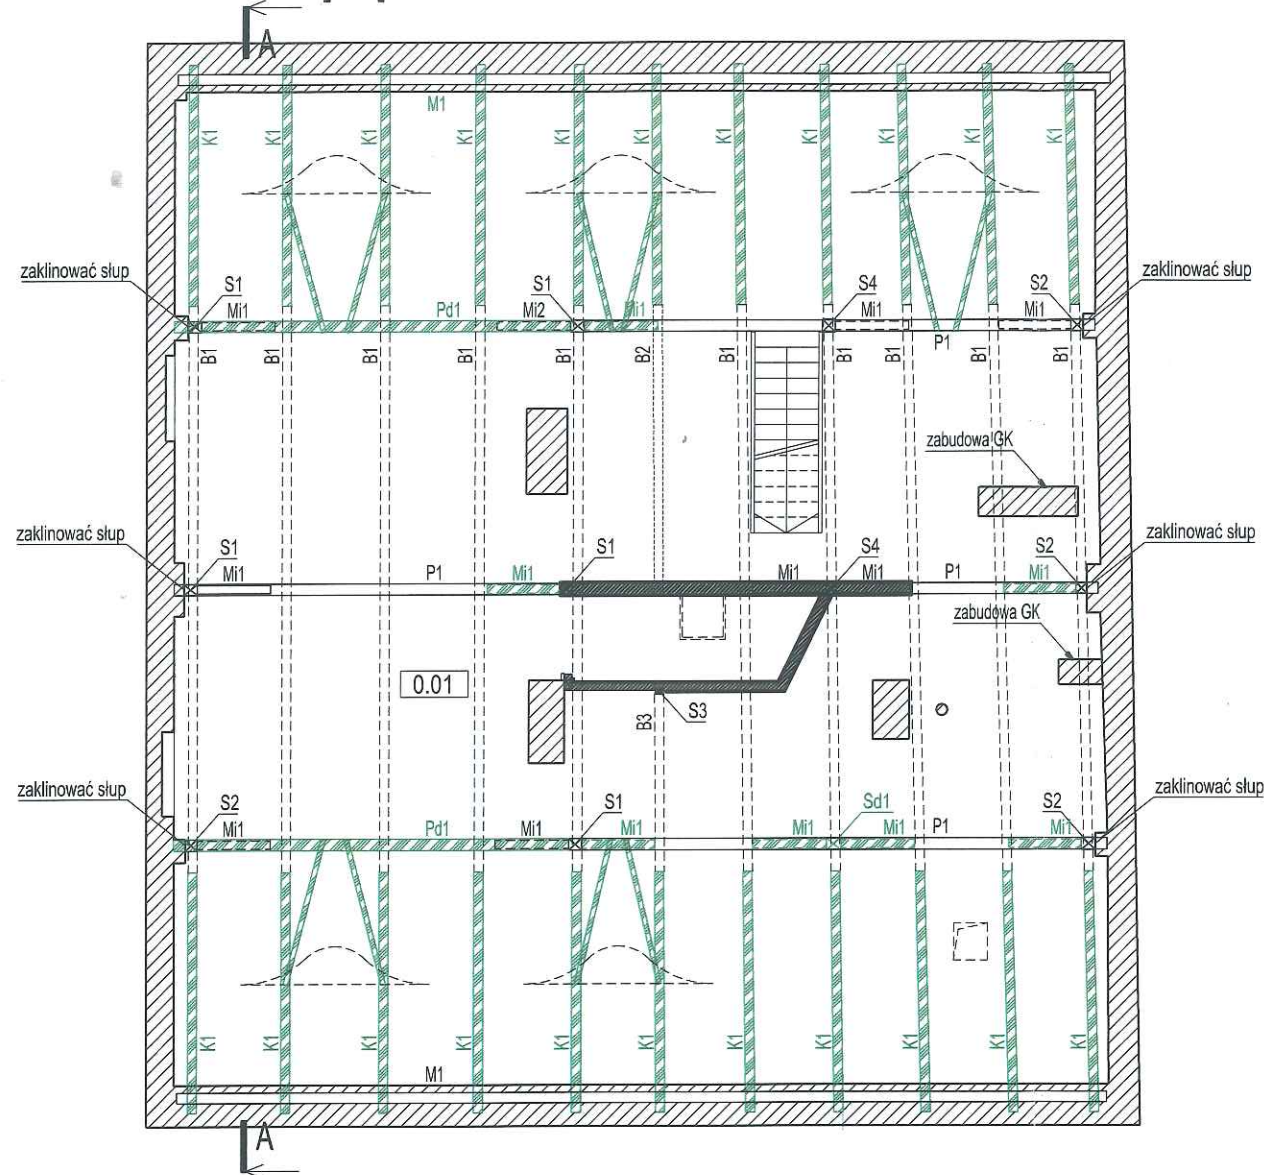 A
M1
K1 K1 K1 K1 K1 K1 K1 K1 K1 K1 K1
zaklinować słup
zaklinować słup
S1 S1 S4 S2
Mi1 Pd1 Mi2 Mi1 Mi1 Mi1
P1
B1 B1 B1 B1 B1 B2 B1 B1 B1 B1 B1
zabudowa GK
zaklinować słup
zaklinować słup
S1 S1 S4 S2
Mi1 P1 Mi1 Mi1 Mi1 P1 Mi1
zabudowa GK
0.01
B3 S3
zaklinować słup
zaklinować słup
S2 S1 Sd1 S2
Mi1 Pd1 Mi1 Mi1 Mi1 Mi1 P1 Mi1
K1 K1 K1 K1 K1 K1 K1 K1 K1 K1 K1
M1
A